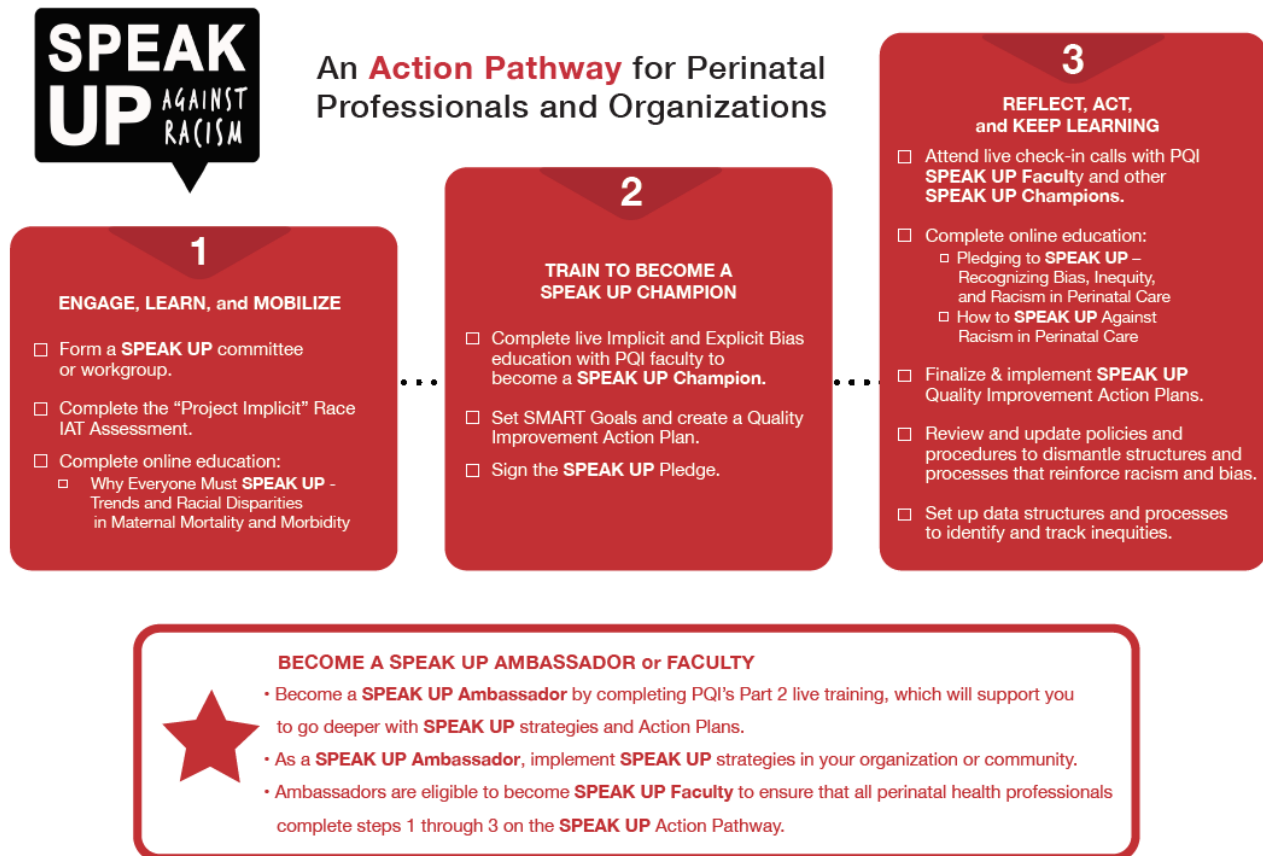 SPEAK
UP AGAINST
RACISM
An Action Pathway for Perinatal
Professionals and Organizations
1
ENGAGE, LEARN, and MOBILIZE
☐ Form a SPEAK UP committee
or workgroup.
☐ Complete the “Project Implicit” Race
IAT Assessment.
☐ Complete online education:
☐ Why Everyone Must SPEAK UP -
Trends and Racial Disparities
in Maternal Mortality and Morbidity
2
TRAIN TO BECOME A
SPEAK UP CHAMPION
☐ Complete live Implicit and Explicit Bias
education with PQI faculty to
become a SPEAK UP Champion.
☐ Set SMART Goals and create a Quality
Improvement Action Plan.
☐ Sign the SPEAK UP Pledge.
3
REFLECT, ACT,
and KEEP LEARNING
☐ Attend live check-in calls with PQI
SPEAK UP Faculty and other
SPEAK UP Champions.
☐ Complete online education:
☐ Pledging to SPEAK UP –
Recognizing Bias, Inequity,
and Racism in Perinatal Care
☐ How to SPEAK UP Against
Racism in Perinatal Care
☐ Finalize & implement SPEAK UP
Quality Improvement Action Plans.
☐ Review and update policies and
procedures to dismantle structures and
processes that reinforce racism and bias.
☐ Set up data structures and processes
to identify and track inequities.
BECOME A SPEAK UP AMBASSADOR or FACULTY
• Become a SPEAK UP Ambassador by completing PQI’s Part 2 live training, which will support you
to go deeper with SPEAK UP strategies and Action Plans.
• As a SPEAK UP Ambassador, implement SPEAK UP strategies in your organization or community.
• Ambassadors are eligible to become SPEAK UP Faculty to ensure that all perinatal health professionals
complete steps 1 through 3 on the SPEAK UP Action Pathway.